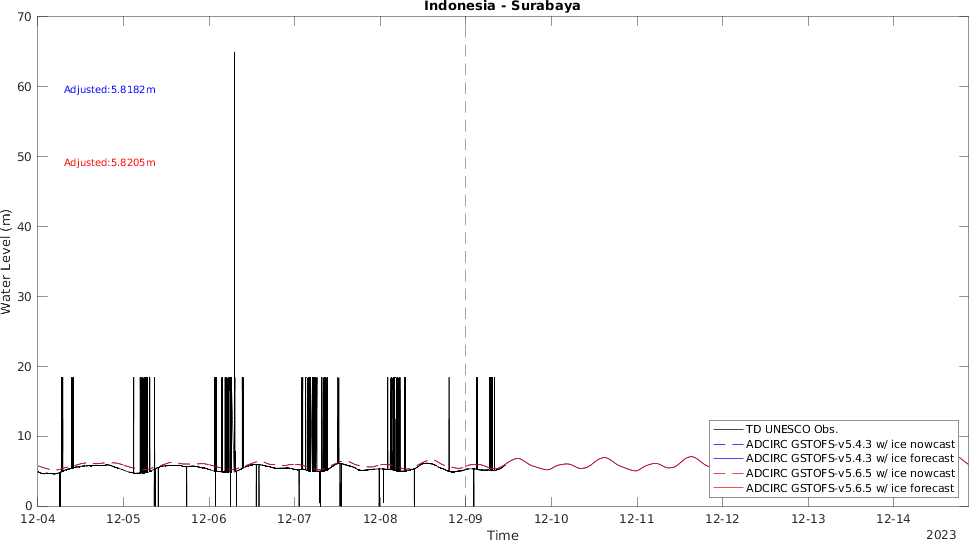 Indonesia - Surabaya
70
60
50
40
30
20
10
0
Water Level (m)
Adjusted:5.8182m
Adjusted:5.8205m
TD UNESCO Obs.
ADCIRC GSTOFS-v5.4.3 w/ ice nowcast
ADCIRC GSTOFS-v5.4.3 w/ ice forecast
ADCIRC GSTOFS-v5.6.5 w/ ice nowcast
ADCIRC GSTOFS-v5.6.5 w/ ice forecast
12-04 12-05 12-06 12-07 12-08 12-09 12-10 12-11 12-12 12-13 12-14
Time
2023